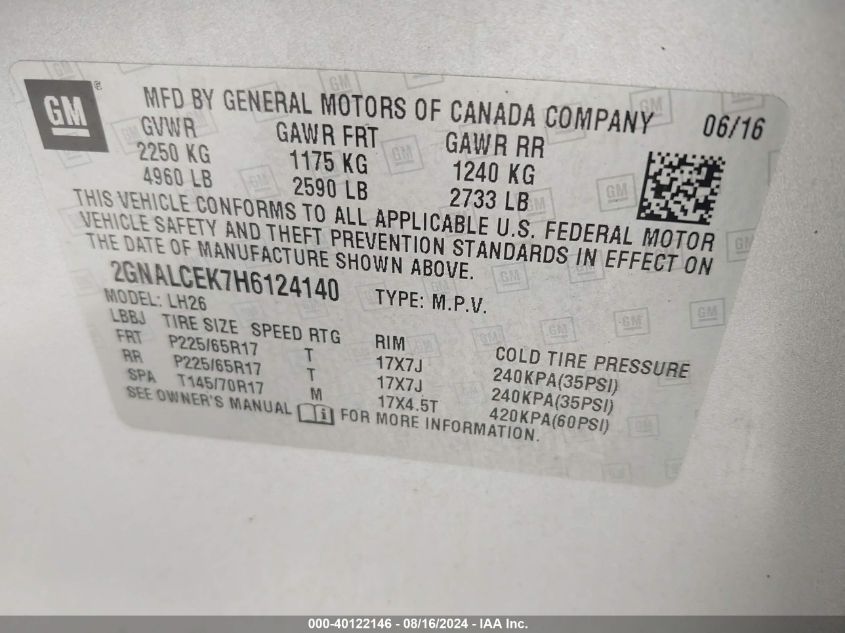 GM ®
MFD BY GENERAL MOTORS OF CANADA COMPANY 06/16
GVWR GAWR FRT GAWR RR
2250 KG 1175 KG 1240 KG
4960 LB 2590 LB 2733 LB
THIS VEHICLE CONFORMS TO ALL APPLICABLE U.S. FEDERAL MOTOR
VEHICLE SAFETY AND THEFT PREVENTION STANDARDS IN EFFECT ON
THE DATE OF MANUFACTURE SHOWN ABOVE.
2GNALCEK7H6124140 TYPE: M.P.V.
MODEL: LH26
LBBJ TIRE SIZE SPEED RTG RIM COLD TIRE PRESSURE
FRT P225/65R17 T 17X7J 240KPA(35PSI)
RR P225/65R17 T 17X7J 240KPA(35PSI)
SPA T145/70R17 M 17X4.5T 420KPA(60PSI)
SEE OWNER'S MANUAL FOR MORE INFORMATION.
000-40122146 - 08/16/2024 - IAA Inc.